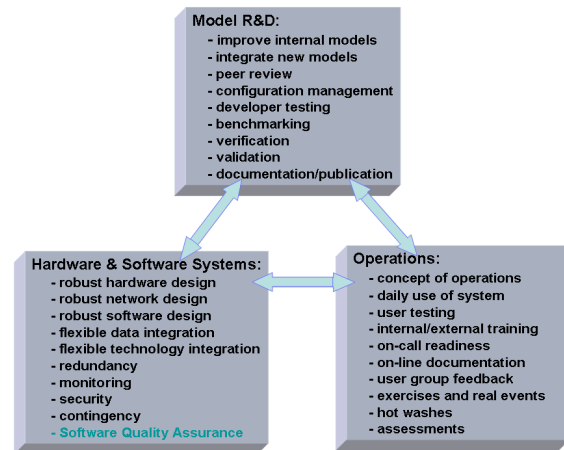 Model R&D:
- improve internal models
- integrate new models
- peer review
- configuration management
- developer testing
- benchmarking
- verification
- validation
- documentation/publication
Hardware & Software Systems:
- robust hardware design
- robust network design
- robust software design
- flexible data integration
- flexible technology integration
- redundancy
- monitoring
- security
- contingency
- Software Quality Assurance
Operations:
- concept of operations
- daily use of system
- user testing
- internal/external training
- on-call readiness
- on-line documentation
- user group feedback
- exercises and real events
- hot washes
- assessments